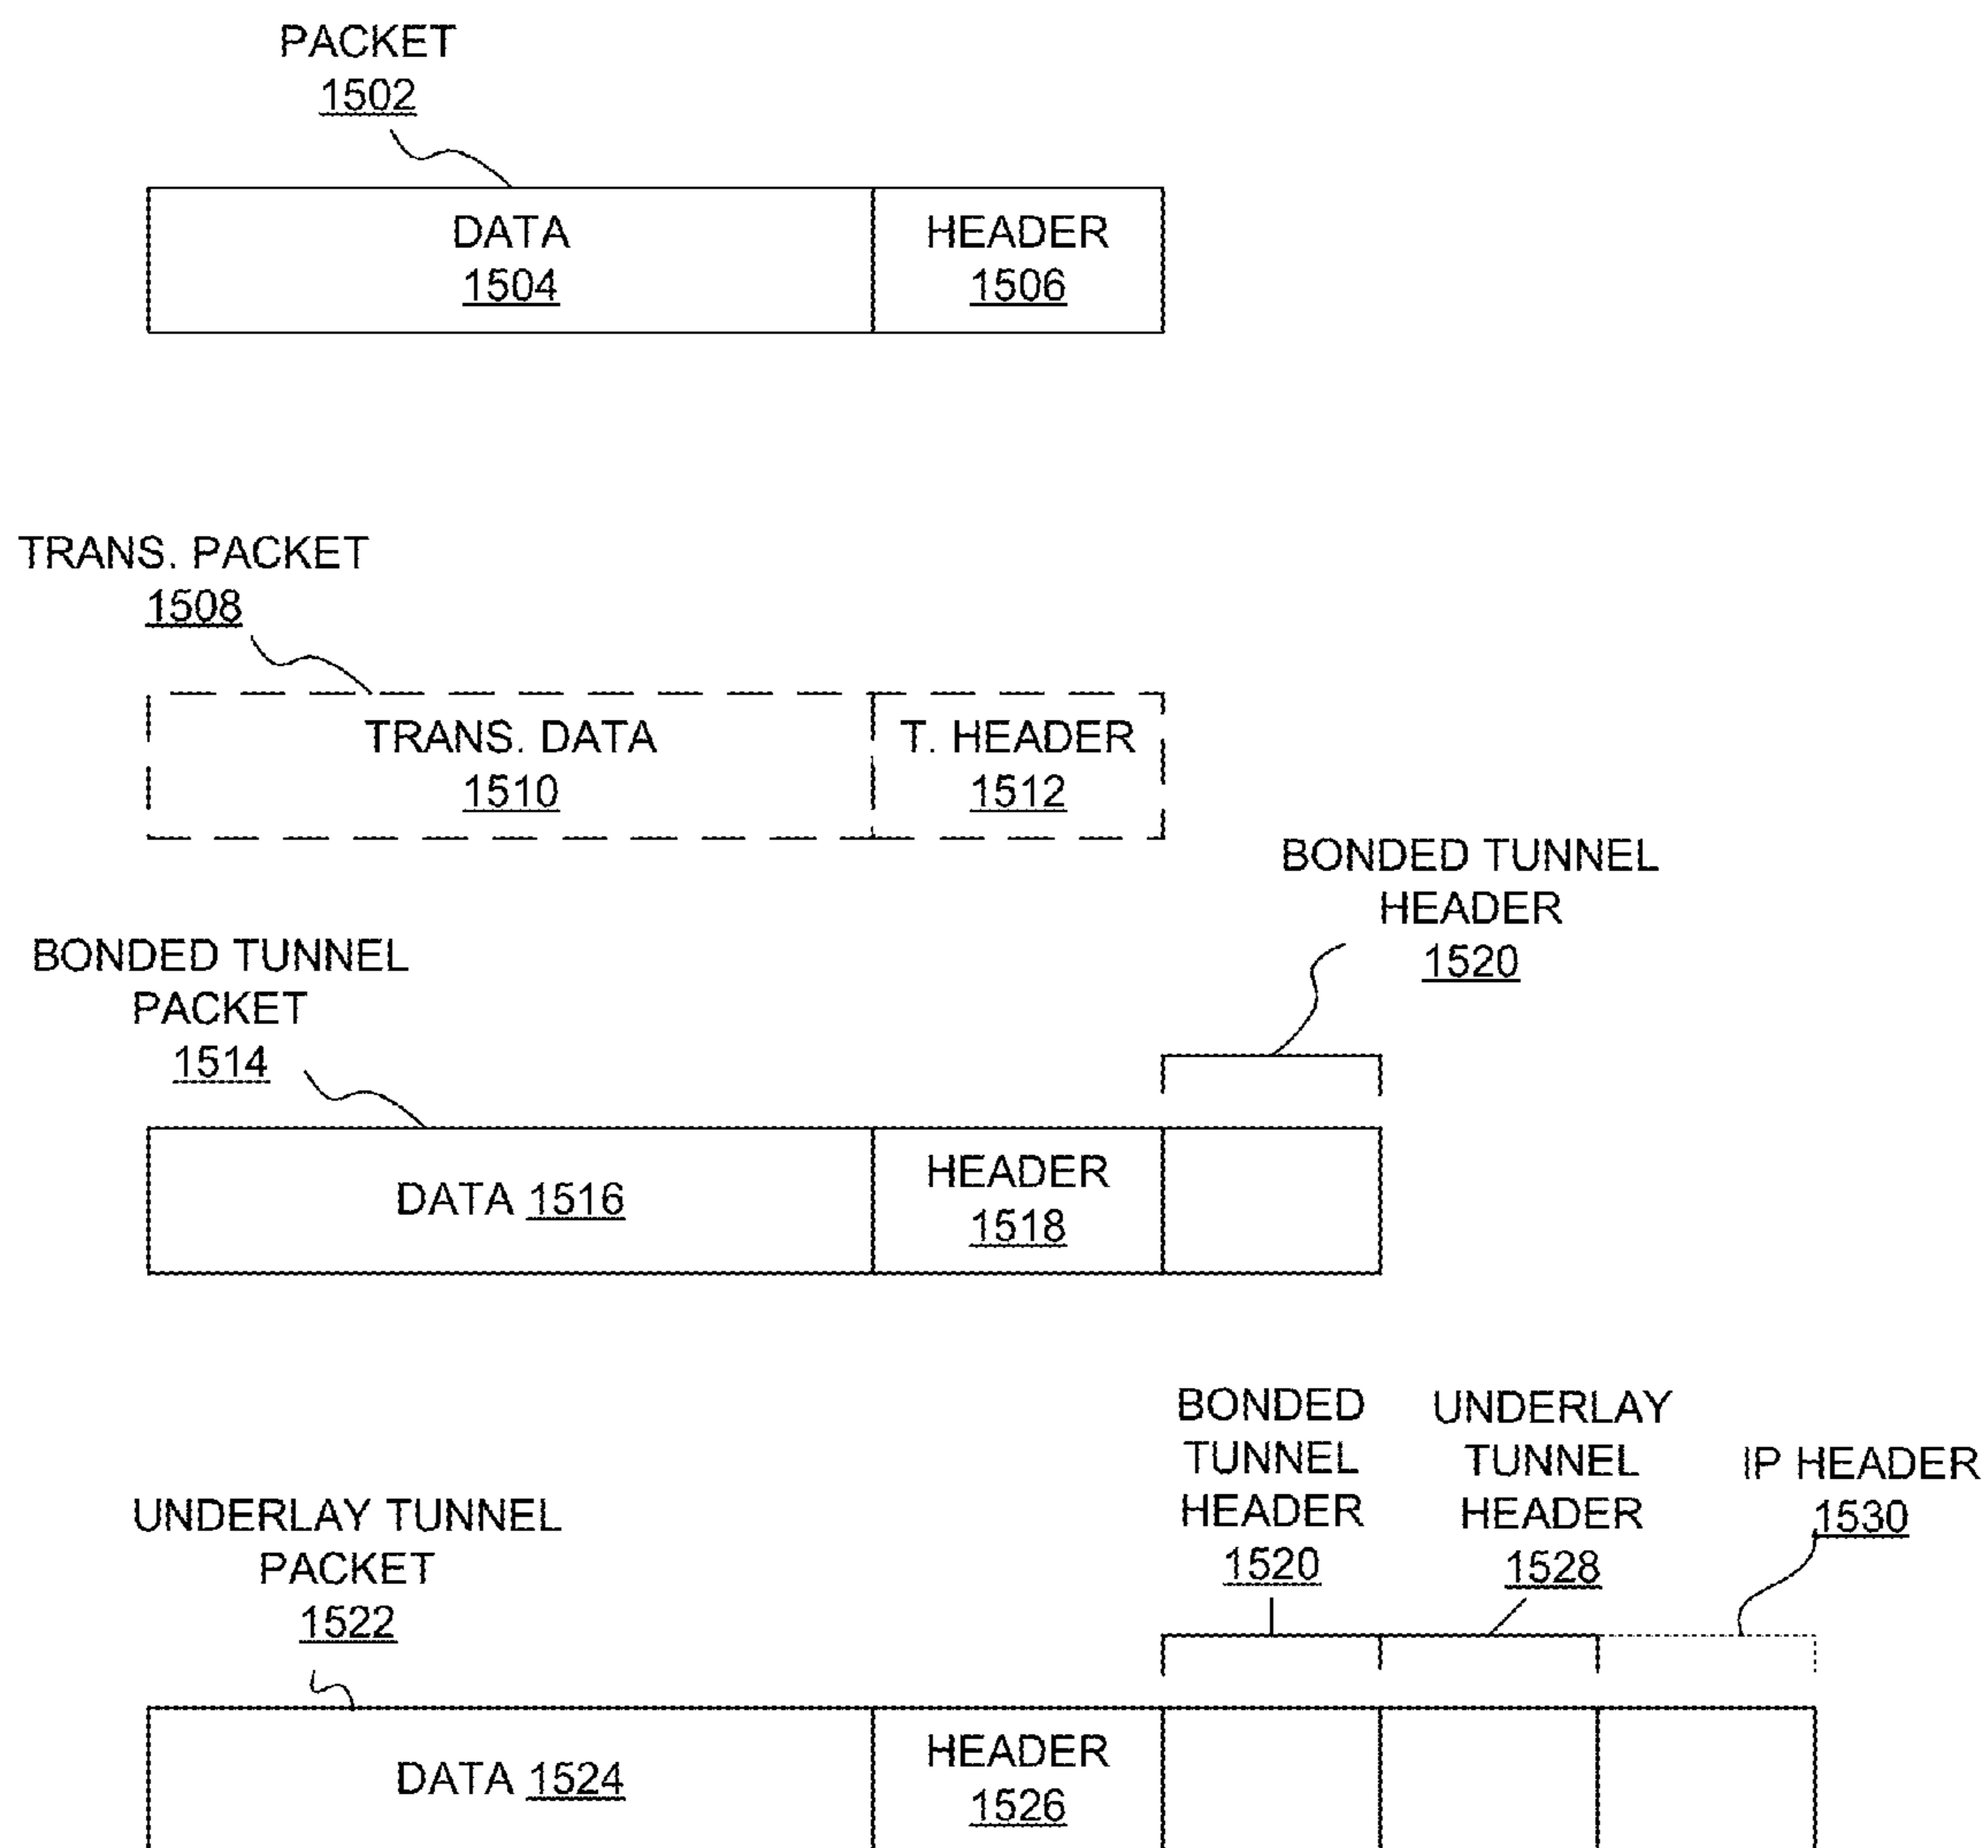 PACKET
1502
DATA
1504
HEADER
1506
TRANS. PACKET
1508
TRANS. DATA
1510
T. HEADER
1512
BONDED TUNNEL
HEADER
1520
BONDED TUNNEL
PACKET
1514
DATA 1516
HEADER
1518
BONDED
TUNNEL
HEADER
1520
UNDERLAY
TUNNEL
HEADER
1528
IP HEADER
1530
UNDERLAY TUNNEL
PACKET
1522
DATA 1524
HEADER
1526